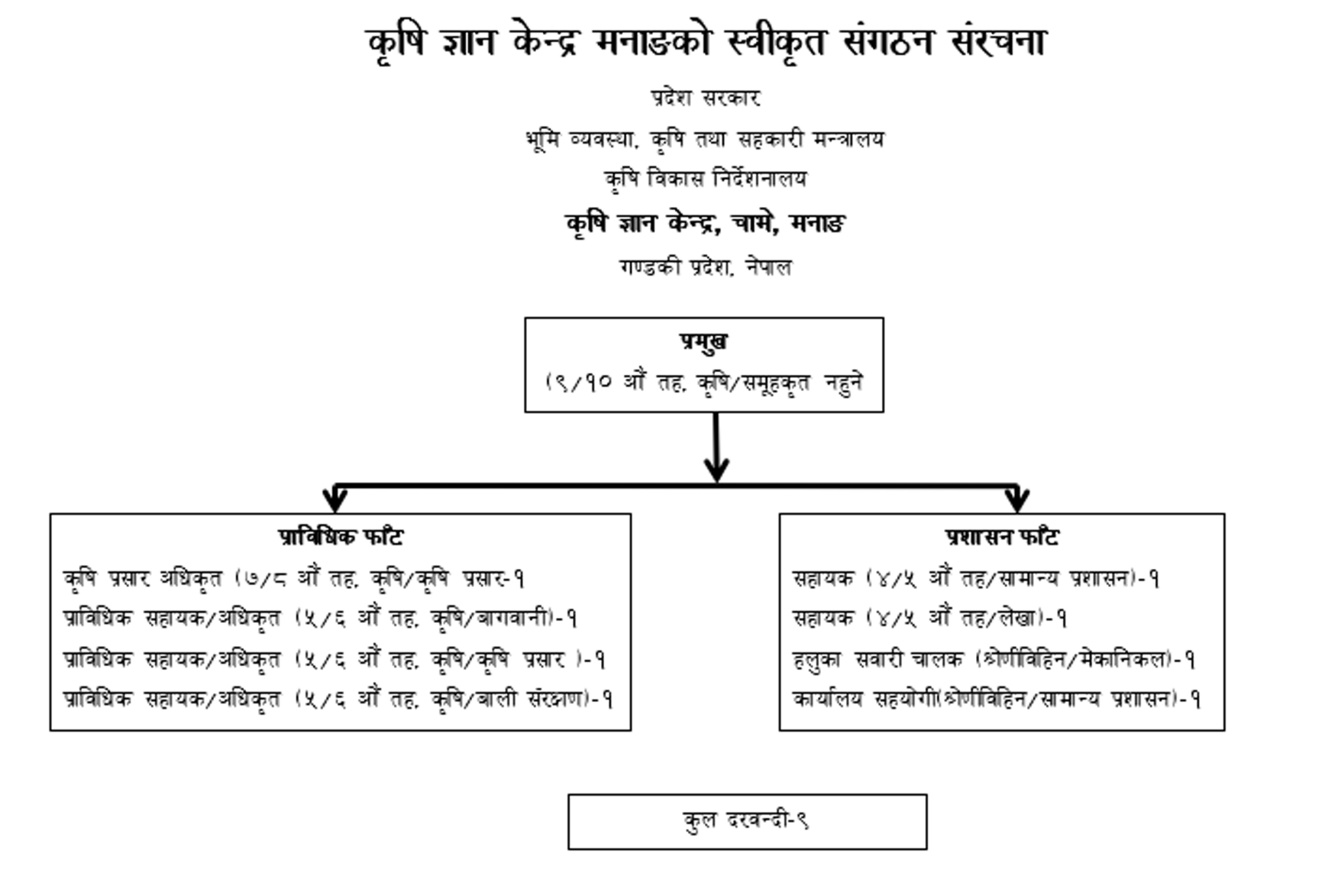 कृषि ज्ञान केन्द्र मनाङको स्वीकृत संगठन संरचना
प्रदेश सरकार
भूमि व्यवस्था, कृषि तथा सहकारी मन्त्रालय
कृषि विकास निर्देशनालय
कृषि ज्ञान केन्द्र, चामे, मनाङ
गण्डकी प्रदेश, नेपाल
प्रमुख
(९/१० औं तह, कृषि/समूहकृत नहुने
प्राविधिक फाँट
कृषि प्रसार अधिकृत (७/८ औं तह, कृषि/कृषि प्रसार-१
प्राविधिक सहायक/अधिकृत (५/६ औं तह, कृषि/बागवानी)-१
प्राविधिक सहायक/अधिकृत (५/६ औं तह, कृषि/कृषि प्रसार )-१
प्राविधिक सहायक/अधिकृत (५/६ औं तह, कृषि/बाली संरक्षण)-१
प्रशासन फाँट
सहायक (४/५ औं तह/सामान्य प्रशासन)-१
सहायक (४/५ औं तह/लेखा)-१
हलुका सवारी चालक (श्रेणीविहिन/मेकानिकल)-१
कार्यालय सहयोगी(श्रेणीविहिन/सामान्य प्रशासन)-१
कुल दरवन्दी-९